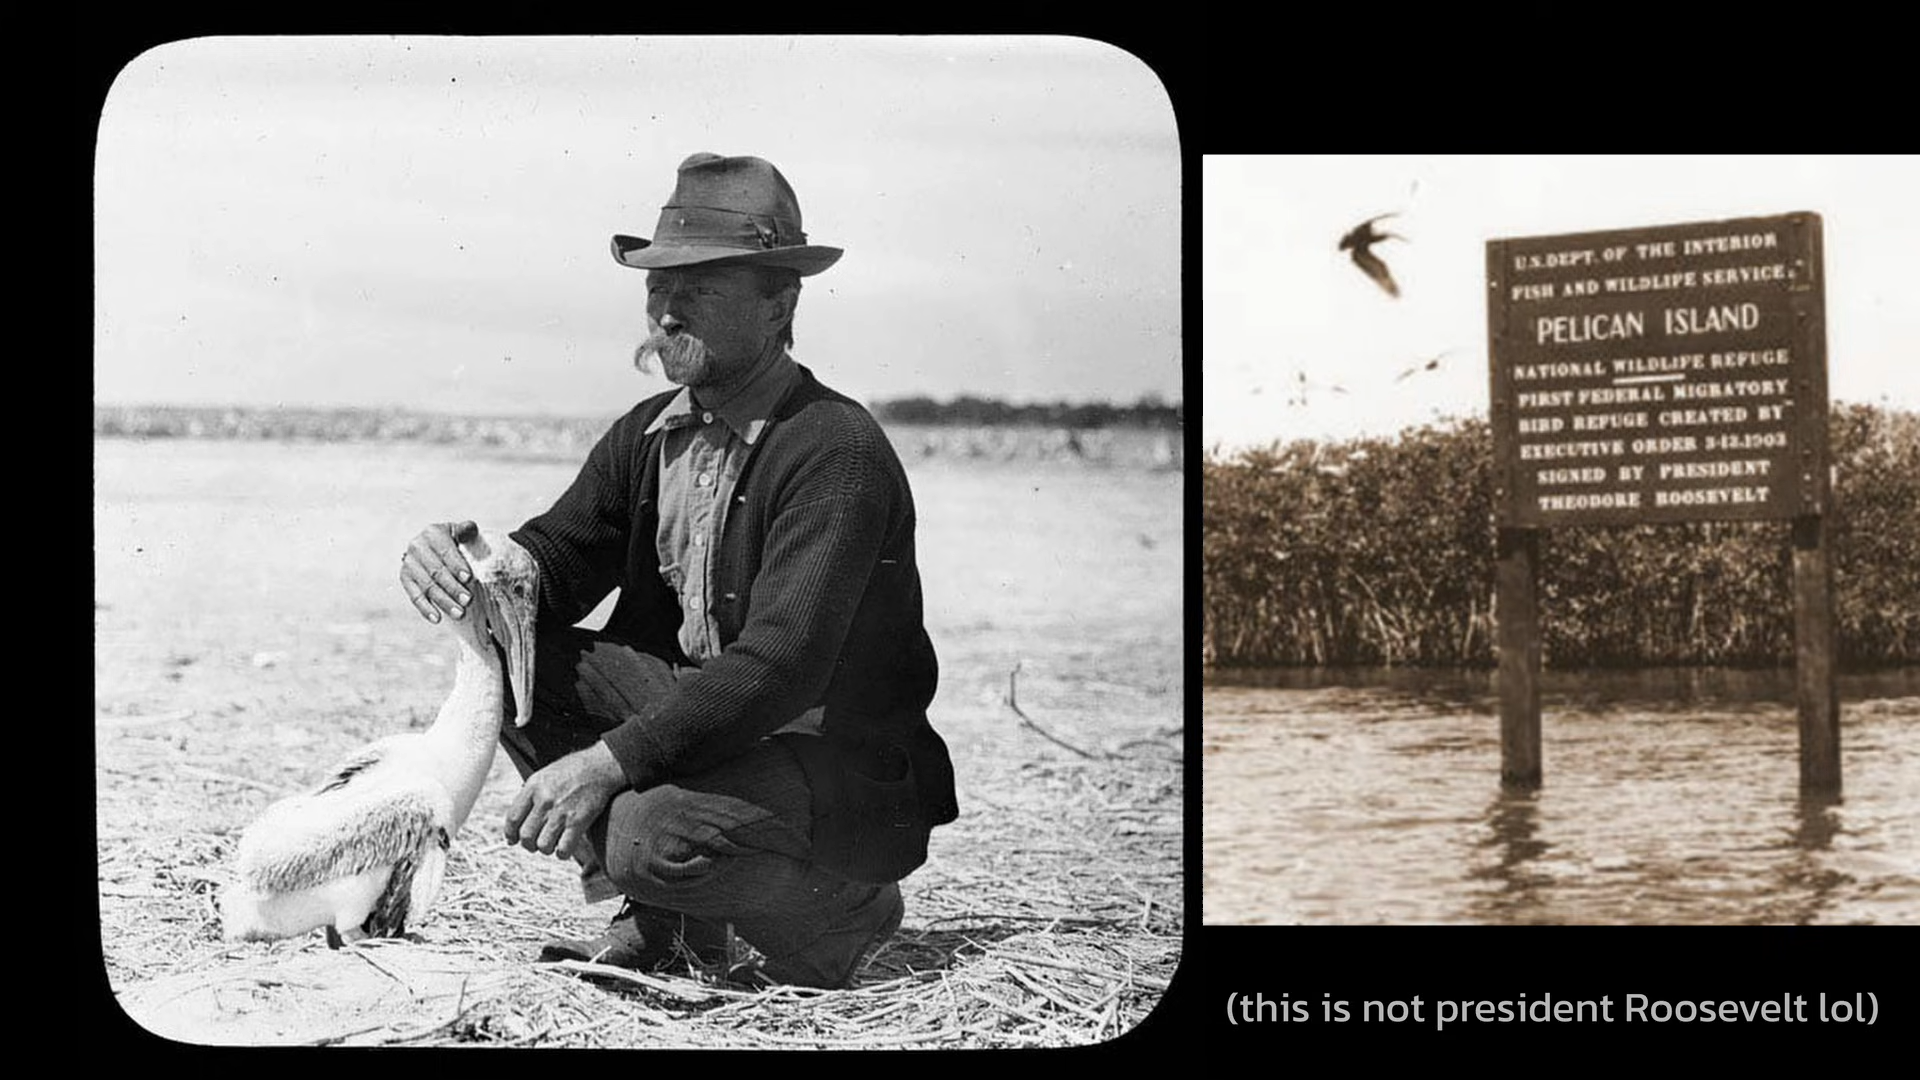 U.S.DEPT. OF THE INTERIOR
FISH AND WILDLIFE SERVICE
PELICAN ISLAND
NATIONAL WILDLIFE REFUGE
FIRST FEDERAL MIGRATORY
BIRD REFUGE CREATED BY
EXECUTIVE ORDER 3-13.1903
SIGNED BY PRESIDENT
THEODORE ROOSEVELT
(this is not president Roosevelt lol)